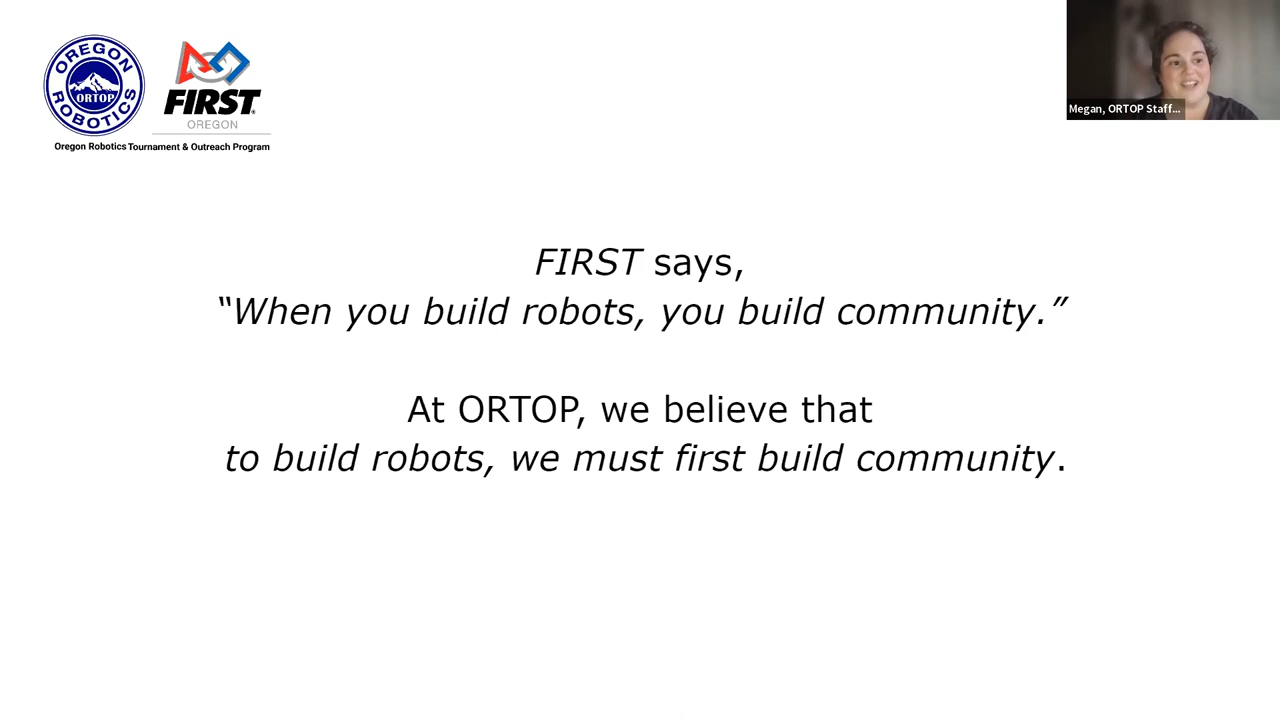 OREGON
ORTOP
ROBOTICS
FIRST
OREGON
Oregon Robotics Tournament & Outreach Program
Megan, ORTOP Staff...
FIRST says,
“When you build robots, you build community.”
At ORTOP, we believe that
to build robots, we must first build community.